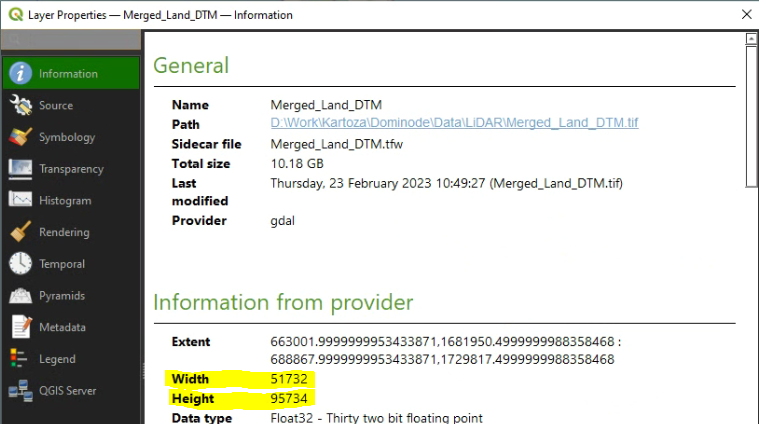 Layer Properties — Merged_Land_DTM — Information
Information
Source
Symbology
Transparency
Histogram
Rendering
Temporal
Pyramids
Metadata
Legend
QGIS Server
General
Name Merged_Land_DTM
Path D:\Work\Kartoza\Dominode\Data\LiDAR\Merged_Land_DTM.tif
Sidecar file Merged_Land_DTM.tfw
Total size 10.18 GB
Last Thursday, 23 February 2023 10:49:27 (Merged_Land_DTM.tif)
modified
Provider gdal
Information from provider
Extent 663001.9999999953433871,1681950.4999999988358468 :
688867.9999999953433871,1729817.4999999988358468
Width 51732
Height 95734
Data type Float32 - Thirty two bit floating point